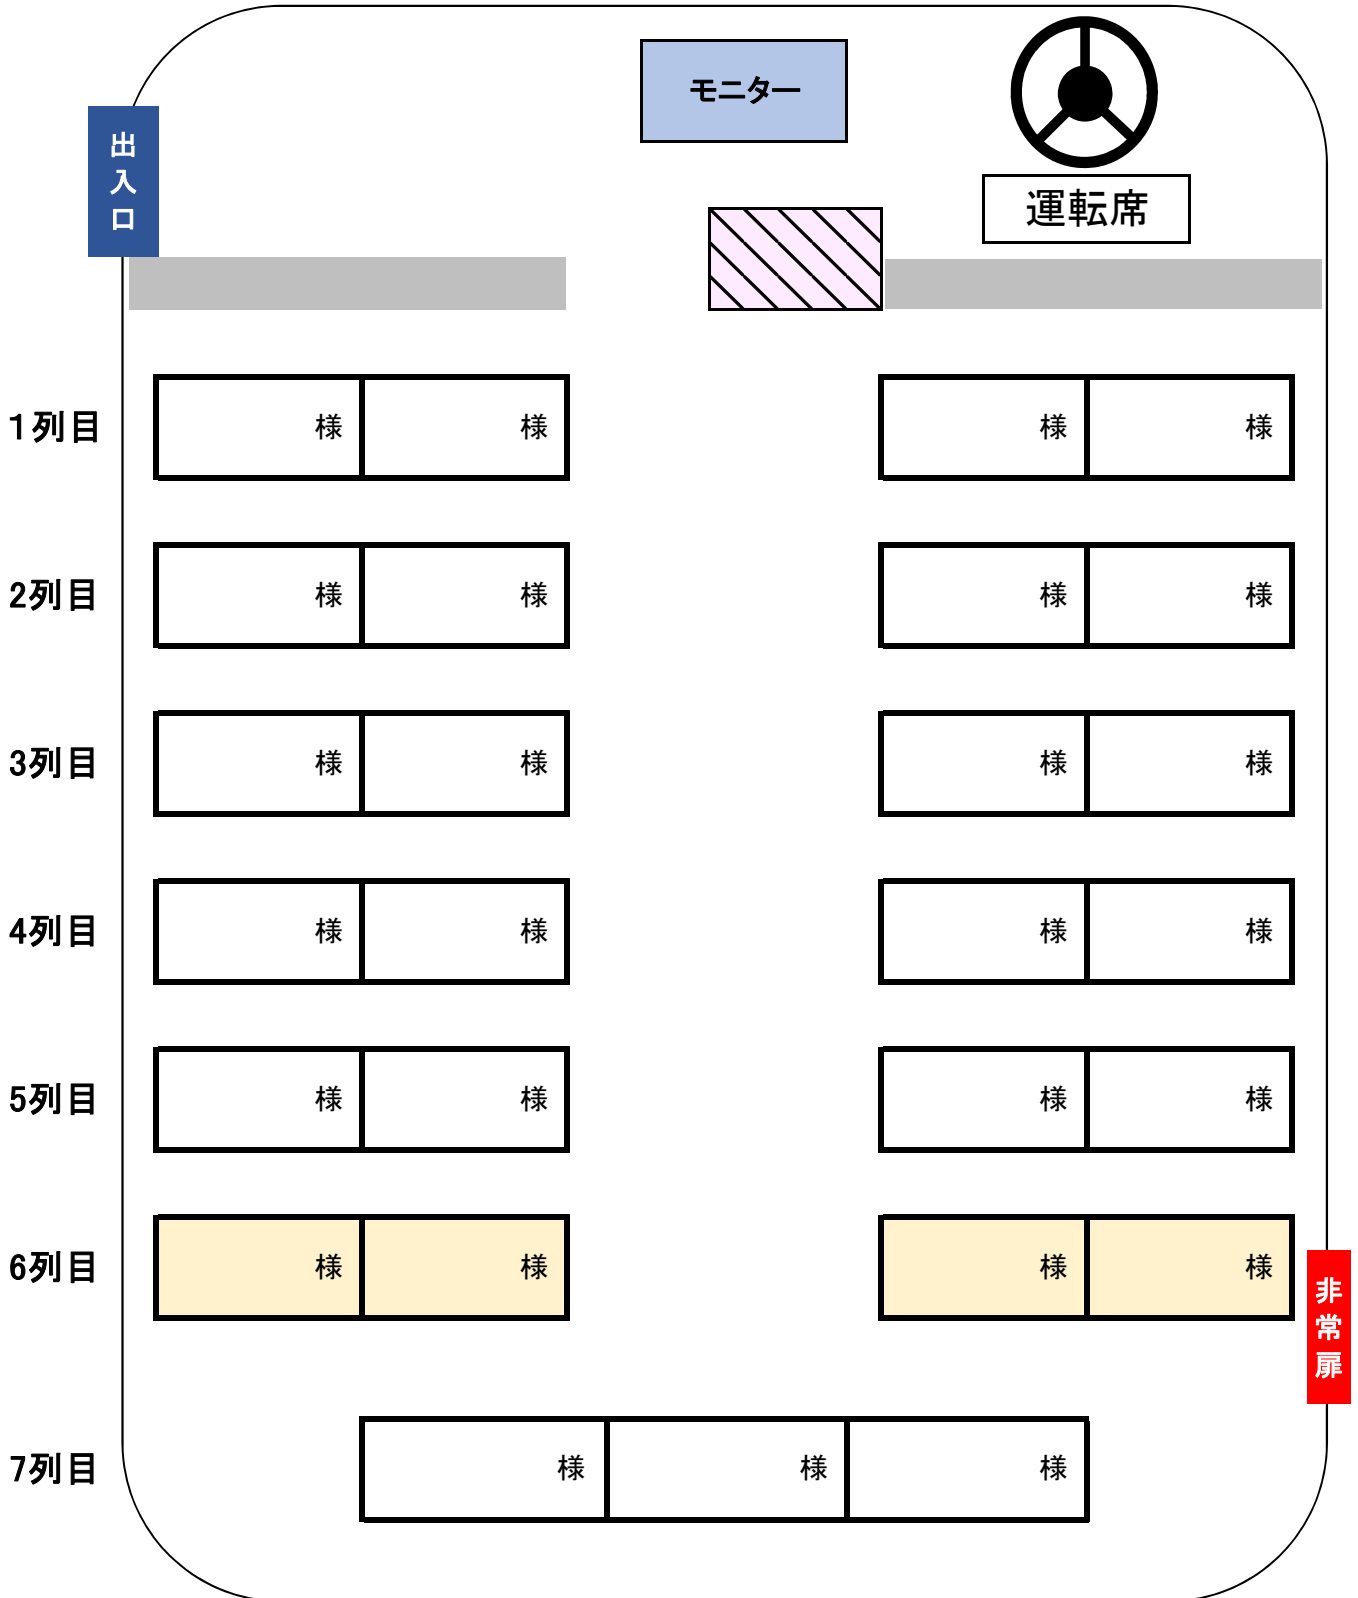 モニター
出入口
運転席
1列目 様 様 様 様
2列目 様 様 様 様
3列目 様 様 様 様
4列目 様 様 様 様
5列目 様 様 様 様
6列目 様 様 様 様
非常扉
7列目 様 様 様